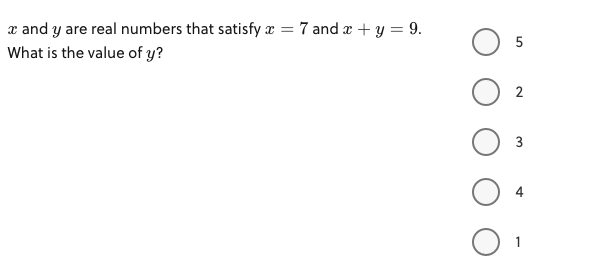 x and y are real numbers that satisfy x = 7 and x + y = 9.
What is the value of y?
5
2
3
4
1